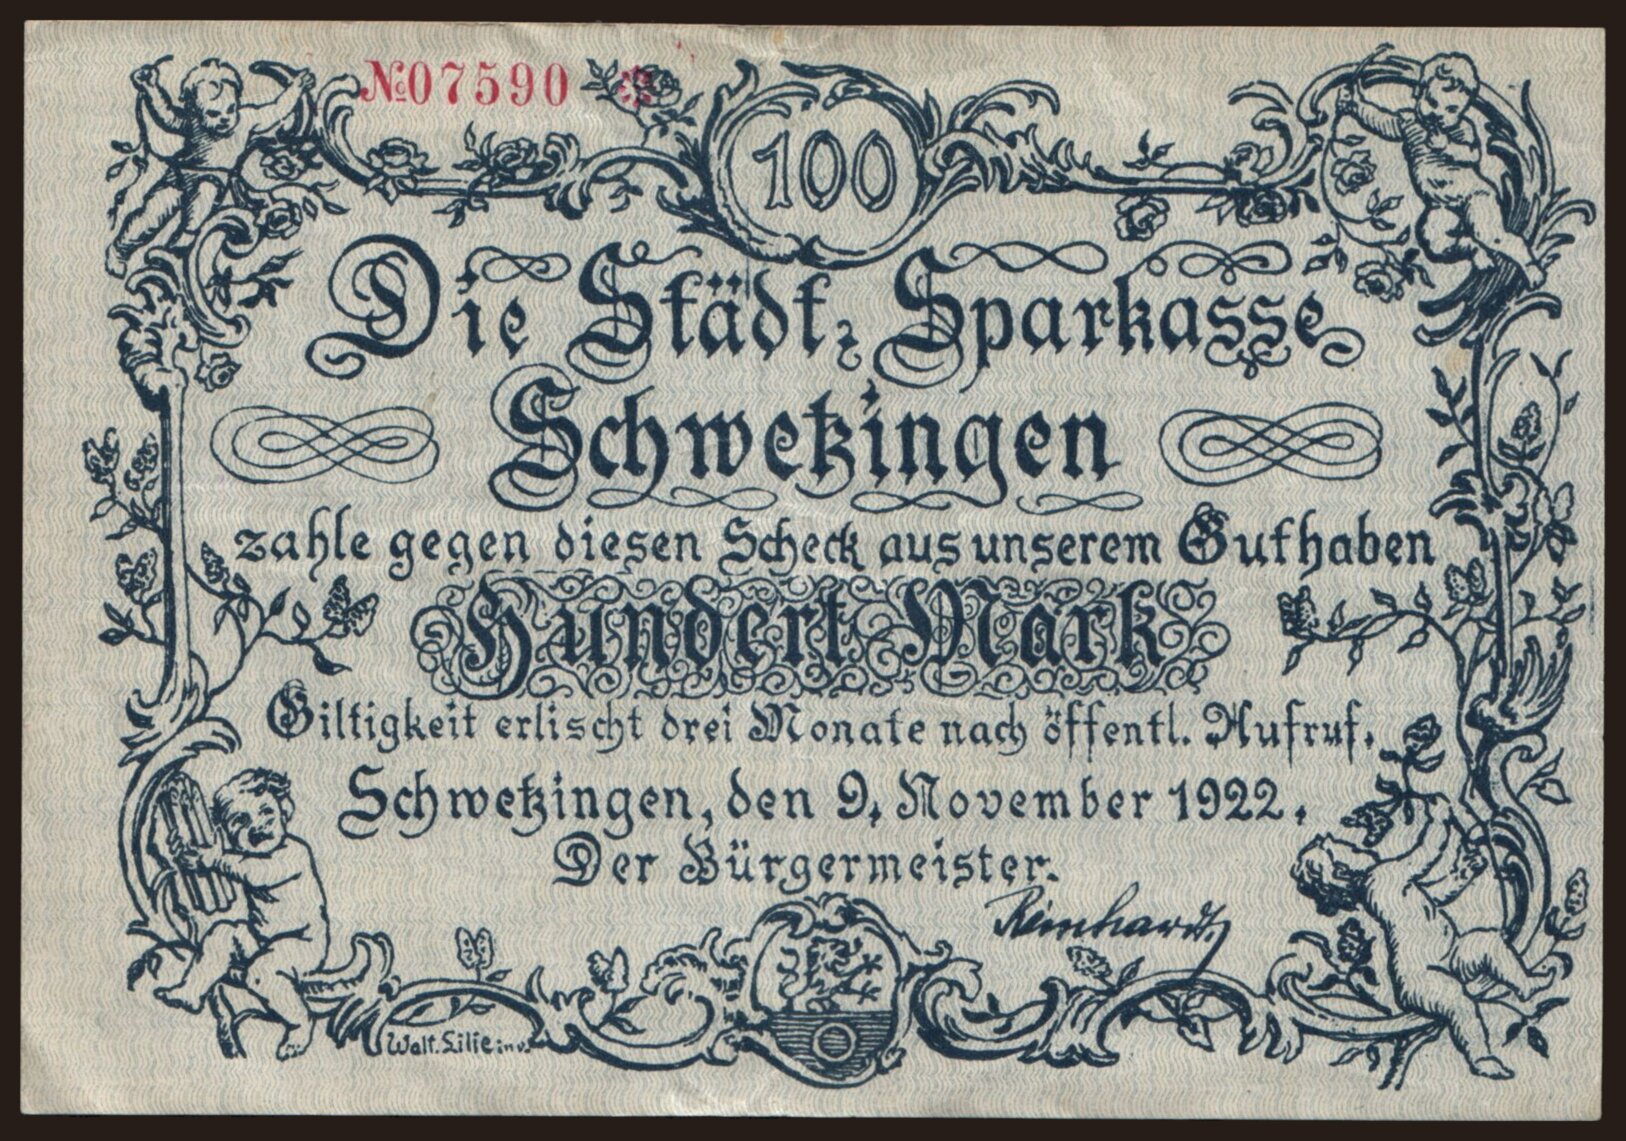 №07590
100
Die Städt. Sparkasse
Schwetzingen
zahle gegen diesen Scheck aus unserem Guthaben
Hundert Mark
Giltigkeit erlischt drei Monate nach öffentl. Aufruf.
Schwetzingen, den 9. November 1922.
Der Bürgermeister.
Reinhardt
Walt. Lilie inv.